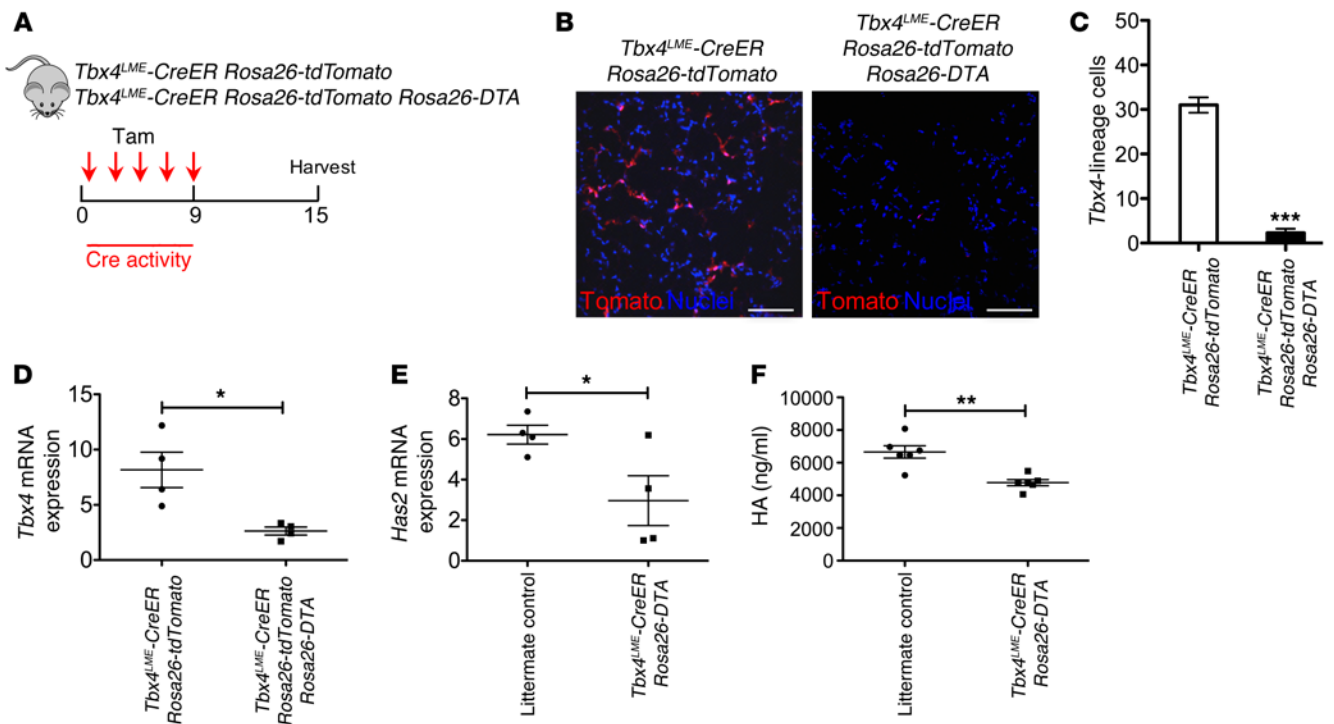 A
Tbx4LME-CreER Rosa26-tdTomato
Tbx4LME-CreER Rosa26-tdTomato Rosa26-DTA
Tam
Harvest
0
9
15
Cre activity
B
Tbx4LME-CreER
Rosa26-tdTomato
Tbx4LME-CreER
Rosa26-tdTomato
Rosa26-DTA
Tomato Nuclei
Tomato Nuclei
C
Tbx4-lineage cells
50
40
30
20
10
0
***
Tbx4LME-CreER
Rosa26-tdTomato
Tbx4LME-CreER
Rosa26-tdTomato
Rosa26-DTA
D
Tbx4 mRNA
expression
15
10
5
0
*
Tbx4LME-CreER
Rosa26-tdTomato
Tbx4LME-CreER
Rosa26-tdTomato
Rosa26-DTA
E
Has2 mRNA
expression
8
6
4
2
0
*
Littermate control
Tbx4LME-CreER
Rosa26-DTA
F
HA (ng/ml)
10000
8000
6000
4000
2000
0
**
Littermate control
Tbx4LME-CreER
Rosa26-DTA